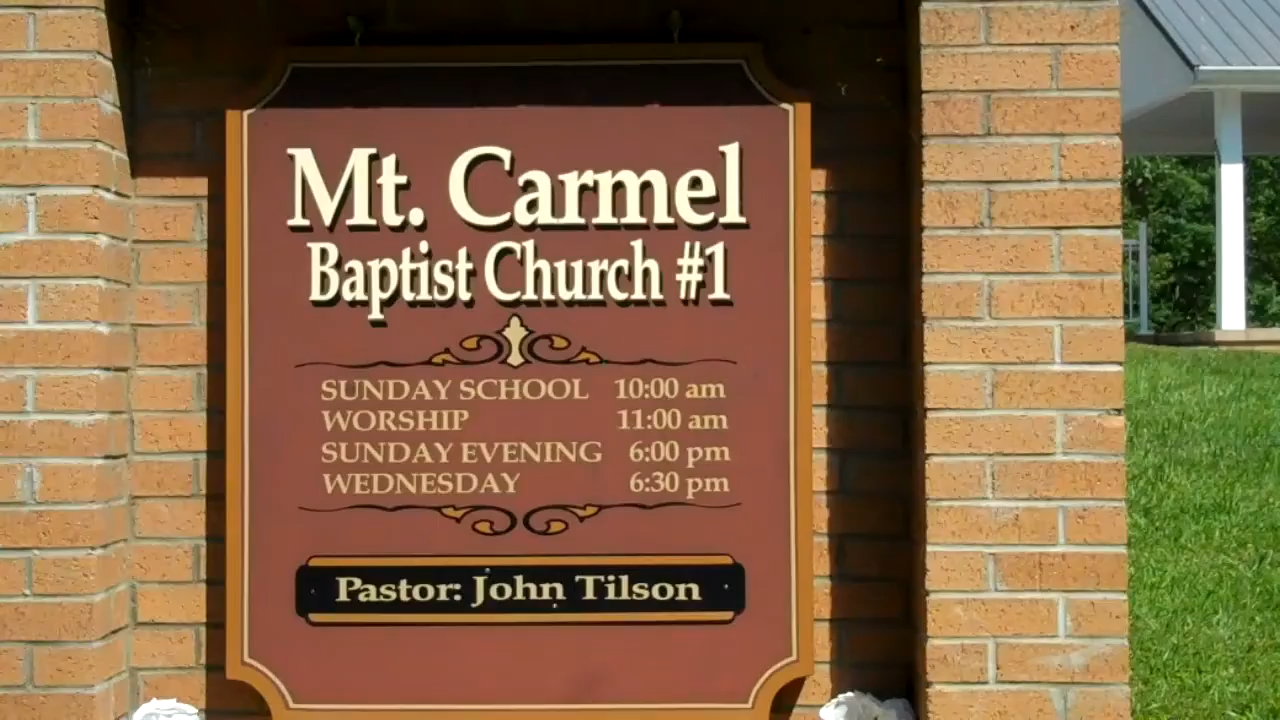 Mt. Carmel
Baptist Church #1
SUNDAY SCHOOL 10:00 am
WORSHIP 11:00 am
SUNDAY EVENING 6:00 pm
WEDNESDAY 6:30 pm
Pastor: John Tilson